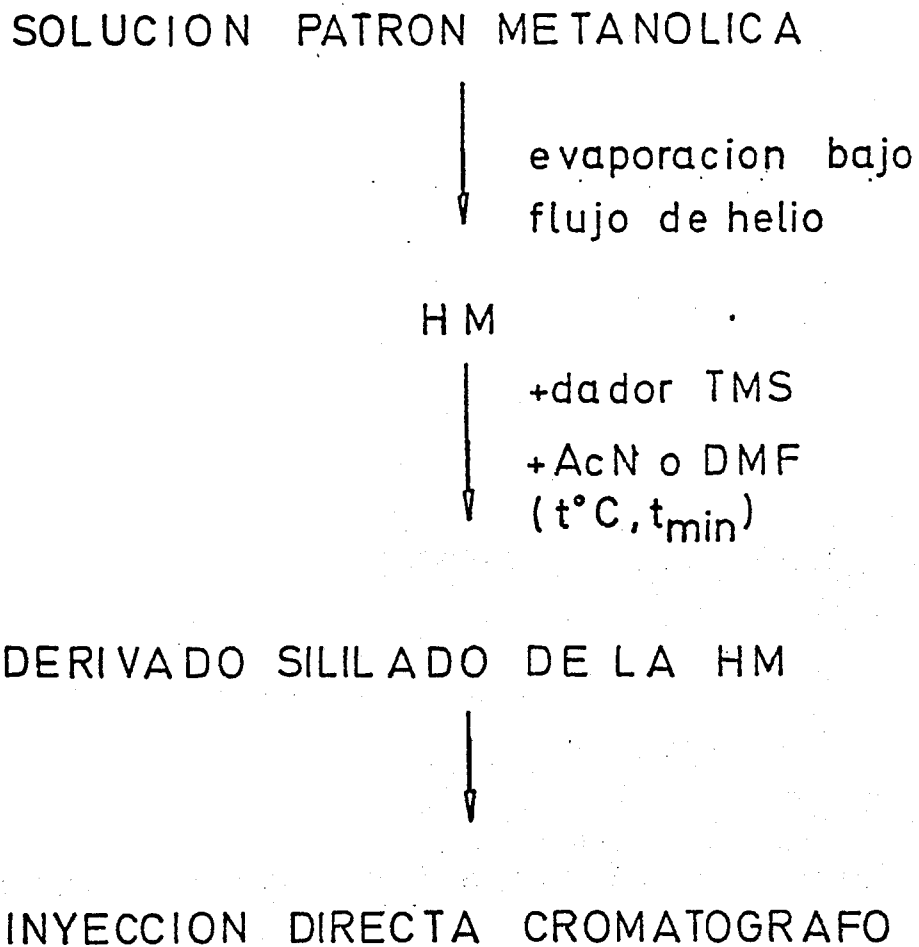 SOLUCION PATRON METANOLICA
evaporacion bajo
flujo de helio
HM
+dador TMS
+AcN o DMF
(t°C, tmin)
DERIVADO SILILADO DE LA HM
INYECCION DIRECTA CROMATOGRAFO